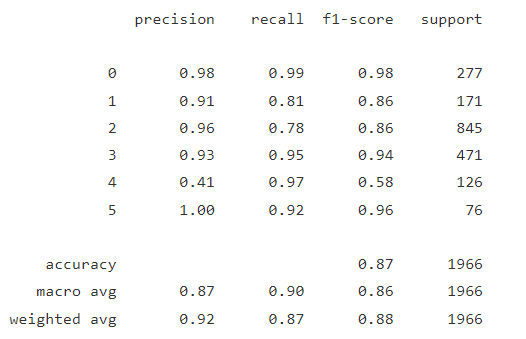 precision recall f1-score support
0 0.98 0.99 0.98 277
1 0.91 0.81 0.86 171
2 0.96 0.78 0.86 845
3 0.93 0.95 0.94 471
4 0.41 0.97 0.58 126
5 1.00 0.92 0.96 76
accuracy 0.87 1966
macro avg 0.87 0.90 0.86 1966
weighted avg 0.92 0.87 0.88 1966